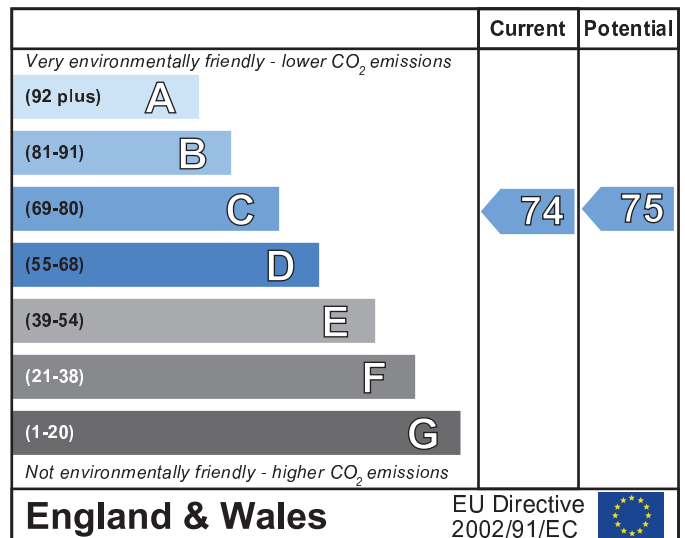 Current Potential
Very environmentally friendly - lower CO2 emissions
(92 plus) A
(81-91) B
(69-80) C 74 75
(55-68) D
(39-54) E
(21-38) F
(1-20) G
Not environmentally friendly - higher CO2 emissions
England & Wales
EU Directive
2002/91/EC